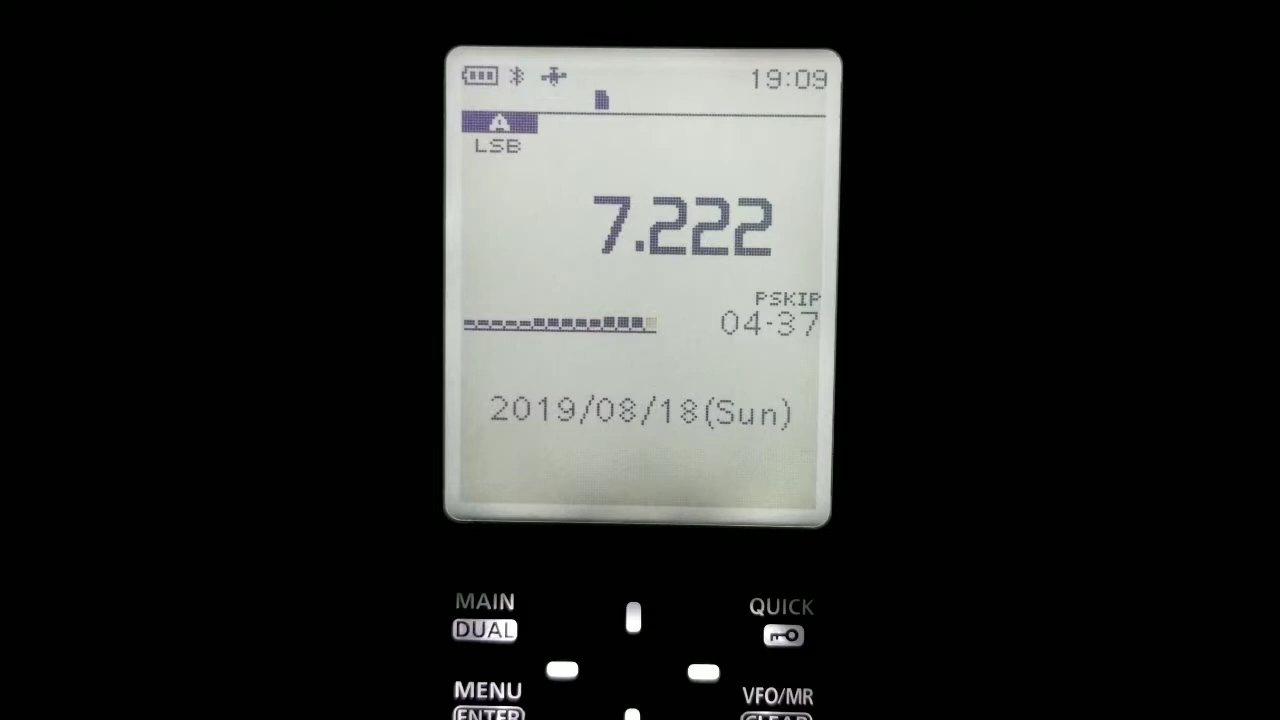 19:09
A
LSB
7.222
PSKIP
04-37
2019/08/18(Sun)
MAIN
DUAL
QUICK
MENU
ENTER
VFO/MR
CLEAR